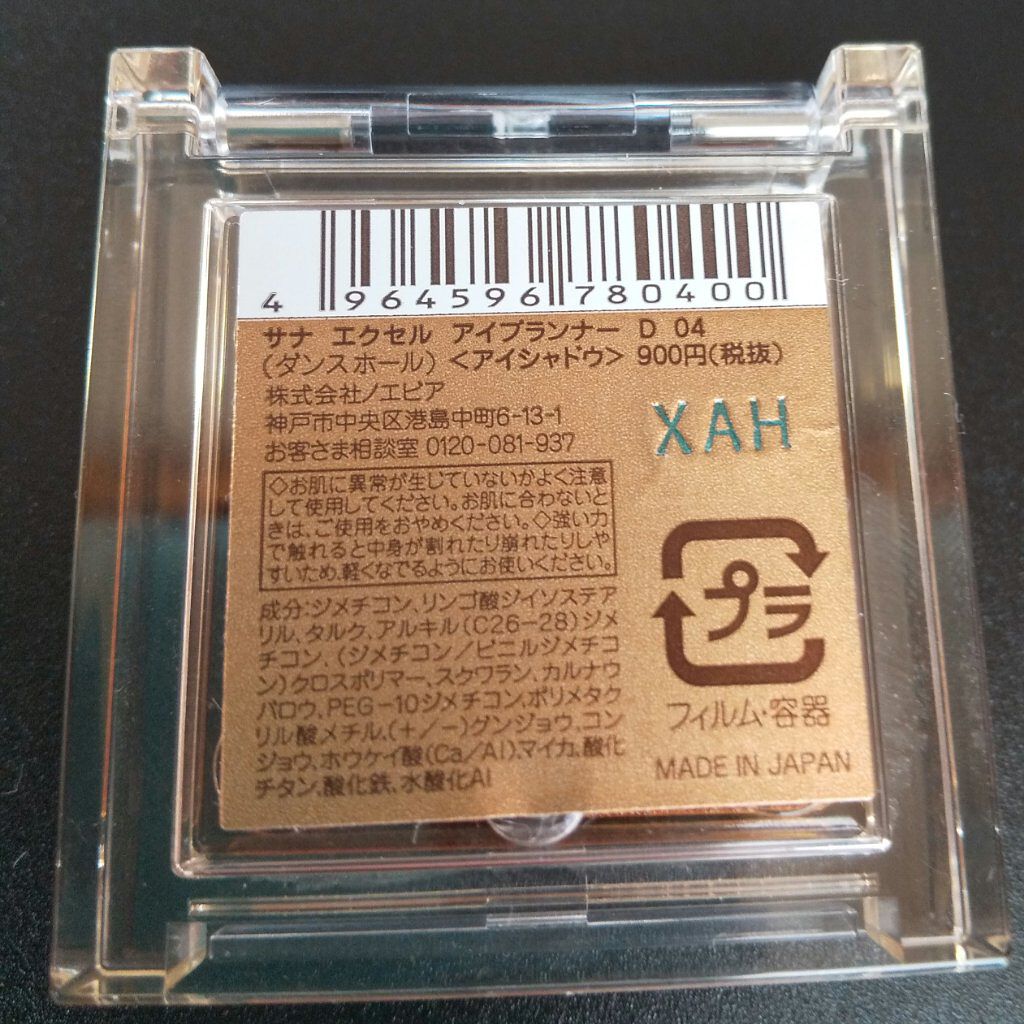 4 964596 780400
サナ エクセル アイプランナー D 04
(ダンスホール) <アイシャドウ> 900円(税抜)
株式会社ノエビア
神戸市中央区港島中町6-13-1
お客さま相談室 0120-081-937
XAH
◇お肌に異常が生じていないかよく注意
して使用してください。お肌に合わないと
きは、ご使用をおやめください。◇強い力
で触れると中身が割れたり崩れたりしや
すいため、軽くなでるようにお使いください。
成分:ジメチコン、リンゴ酸ジイソステア
リル、タルク、アルキル(C26-28)ジメ
チコン、(ジメチコン/ビニルジメチコ
ン)クロスポリマー、スクワラン、カルナウ
バロウ、PEG-10ジメチコン、ポリメタク
リル酸メチル、(+/-)グンジョウ、コン
ジョウ、ホウケイ酸(Ca/Al)、マイカ、酸化
チタン、酸化鉄、水酸化Al
プラ
フィルム・容器
MADE IN JAPAN